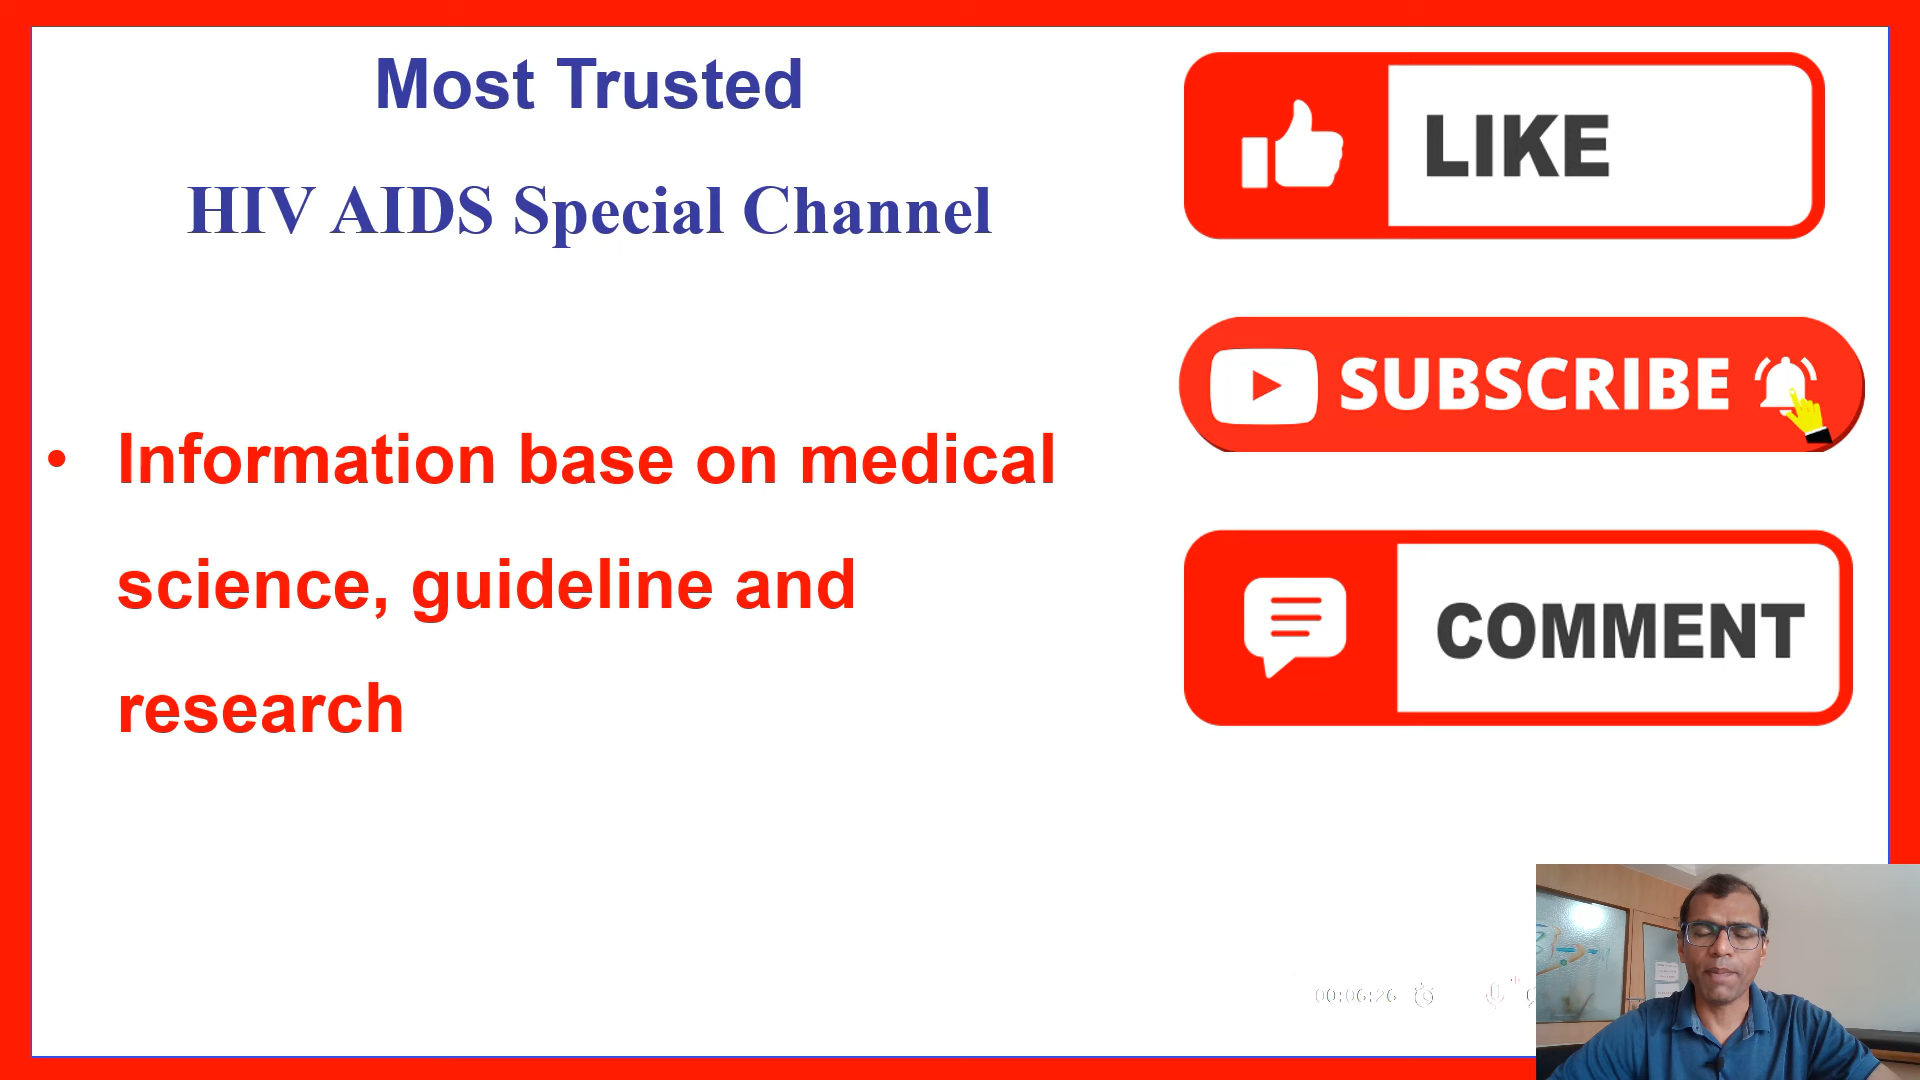 Most Trusted
HIV AIDS Special Channel
• Information base on medical
science, guideline and
research
LIKE
SUBSCRIBE
COMMENT
00:06:26